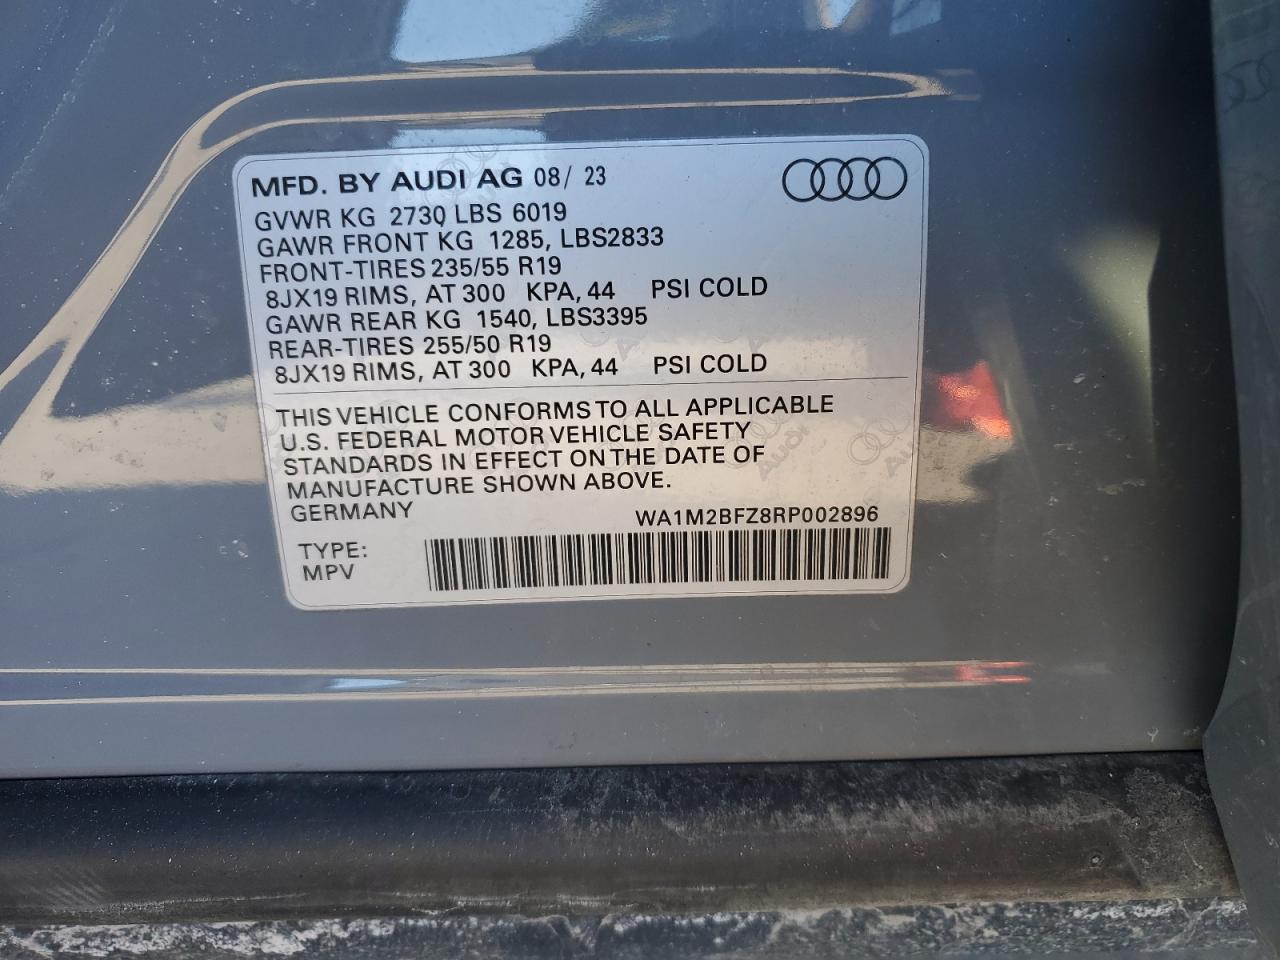 MFD. BY AUDI AG 08/ 23
GVWR KG 2730 LBS 6019
GAWR FRONT KG 1285, LBS2833
FRONT-TIRES 235/55 R19
8JX19 RIMS, AT 300 KPA, 44 PSI COLD
GAWR REAR KG 1540, LBS3395
REAR-TIRES 255/50 R19
8JX19 RIMS, AT 300 KPA, 44 PSI COLD
THIS VEHICLE CONFORMS TO ALL APPLICABLE
U.S. FEDERAL MOTOR VEHICLE SAFETY
STANDARDS IN EFFECT ON THE DATE OF
MANUFACTURE SHOWN ABOVE.
GERMANY
WA1M2BFZ8RP002896
TYPE:
MPV